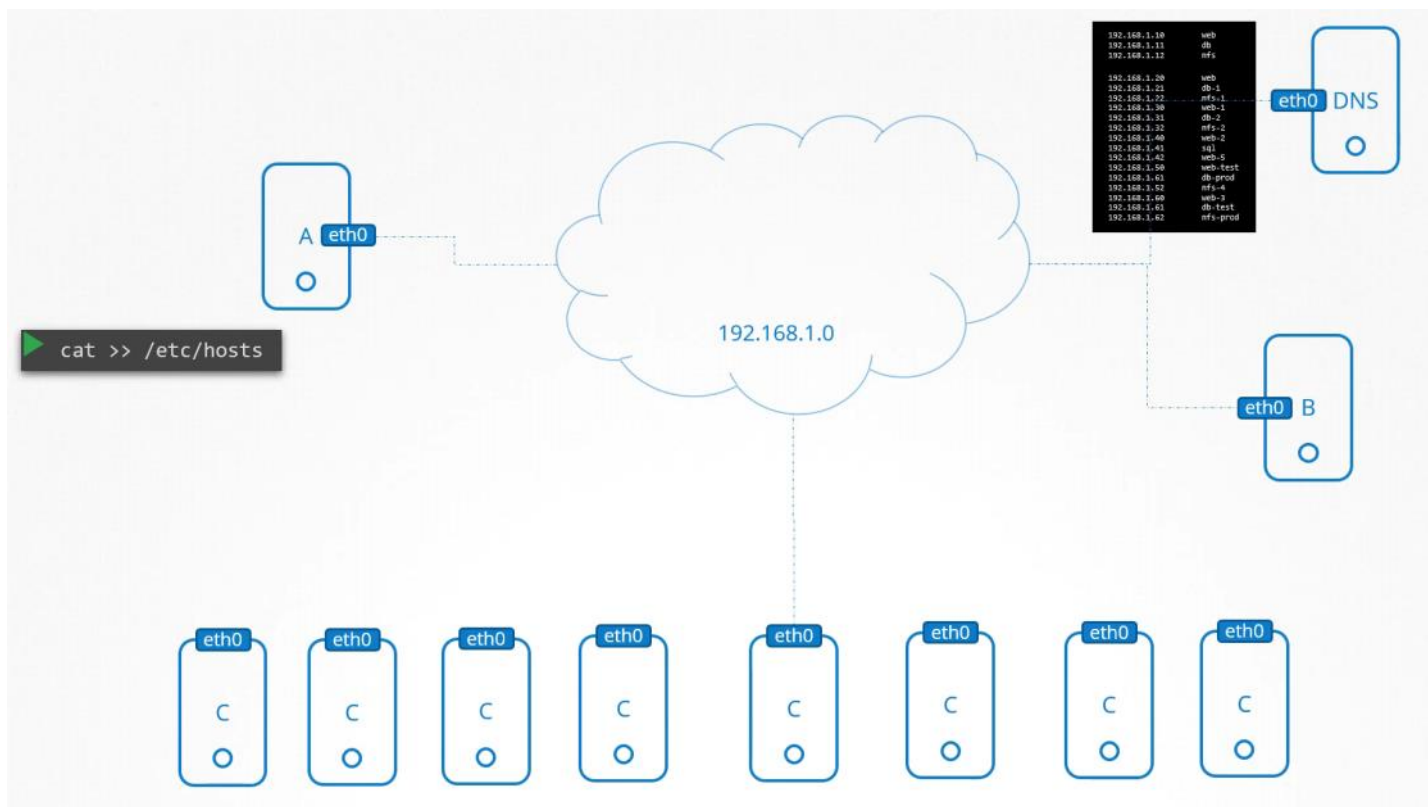 192.168.1.10 web
192.168.1.11 db
192.168.1.12 nfs
192.168.1.20 web
192.168.1.21 db-1
192.168.1.22 nfs-1
192.168.1.30 web-1
192.168.1.31 db-2
192.168.1.32 nfs-2
192.168.1.40 web-2
192.168.1.41 sql
192.168.1.42 web-5
192.168.1.50 web-test
192.168.1.61 db-prod
192.168.1.52 nfs-4
192.168.1.60 web-3
192.168.1.61 db-test
192.168.1.62 nfs-prod
eth0 DNS
A eth0
192.168.1.0
cat >> /etc/hosts
eth0 B
eth0 eth0 eth0 eth0 eth0 eth0 eth0 eth0
C C C C C C C C